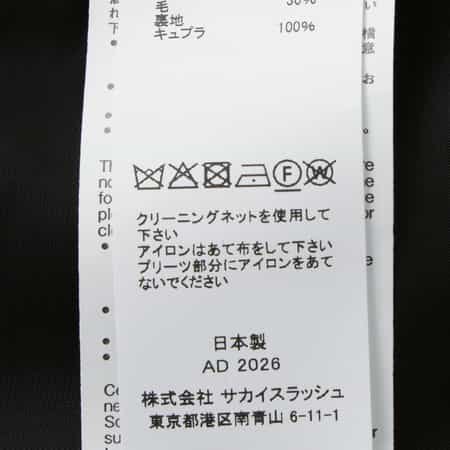 毛
裏地
キュプラ 100%
クリーニングネットを使用して
下さい
アイロンはあて布をして下さい
プリーツ部分にアイロンをあて
ないでください
日本製
AD 2026
株式会社 サカイスラッシュ
東京都港区南青山 6-11-1